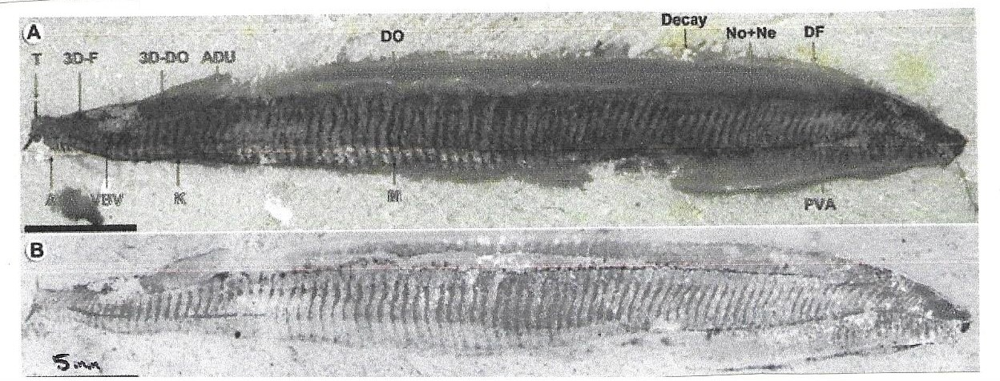 A
Decay
DO No+Ne DF
T 3D-F 3D-DO ADU
VBV K M
PVA
B
5mm